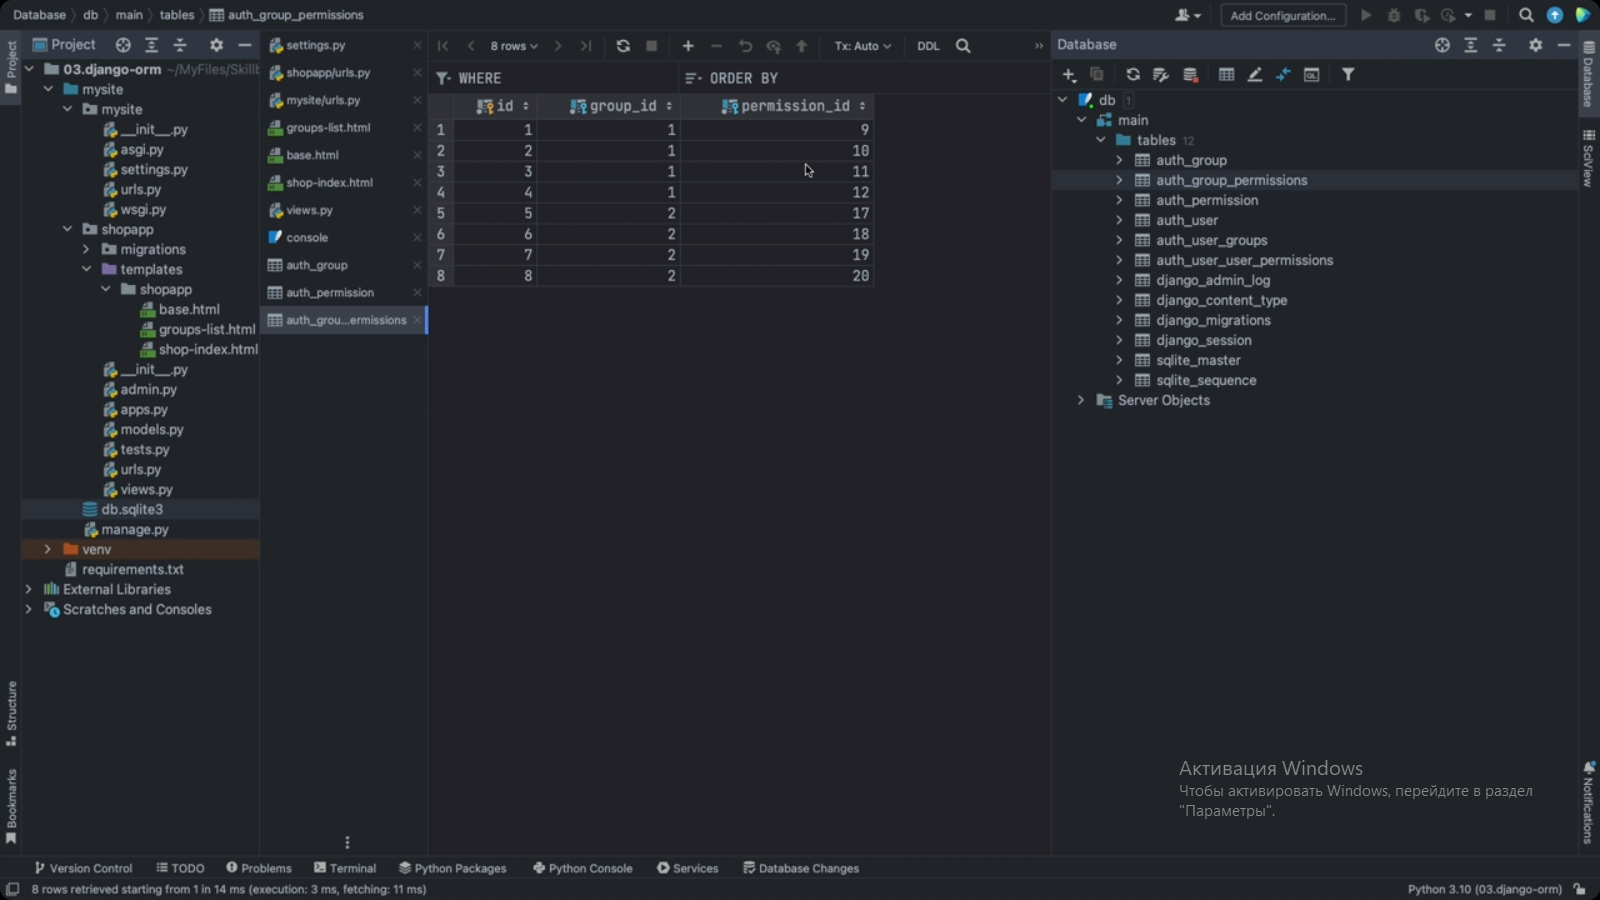 Database
db
main
tables
auth_group_permissions
Add Configuration...
Project
Project
03.django-orm ~/MyFiles/Skill
mysite
mysite
__init__.py
asgi.py
settings.py
urls.py
wsgi.py
shopapp
migrations
templates
shopapp
base.html
groups-list.html
shop-index.html
__init__.py
admin.py
apps.py
models.py
tests.py
urls.py
views.py
db.sqlite3
manage.py
venv
requirements.txt
External Libraries
Scratches and Consoles
Structure
Bookmarks
settings.py
shopapp/urls.py
mysite/urls.py
groups-list.html
base.html
shop-index.html
views.py
console
auth_group
auth_permission
auth_grou...ermissions
8 rows
Tx: Auto
DDL
WHERE
ORDER BY
id group_id permission_id
1 1 1 9
2 2 1 10
3 3 1 11
4 4 1 12
5 5 2 17
6 6 2 18
7 7 2 19
8 8 2 20
Database
db 1
main
tables 12
auth_group
auth_group_permissions
auth_permission
auth_user
auth_user_groups
auth_user_user_permissions
django_admin_log
django_content_type
django_migrations
django_session
sqlite_master
sqlite_sequence
Server Objects
Database
SciView
Notifications
Активация Windows
Чтобы активировать Windows, перейдите в раздел
"Параметры".
Version Control
TODO
Problems
Terminal
Python Packages
Python Console
Services
Database Changes
8 rows retrieved starting from 1 in 14 ms (execution: 3 ms, fetching: 11 ms)
Python 3.10 (03.django-orm)